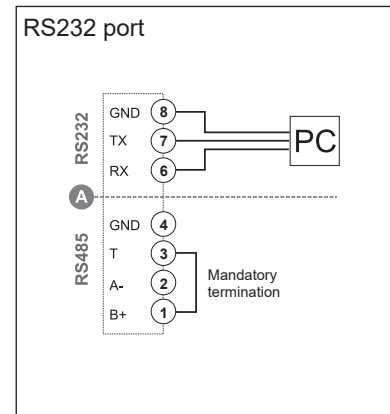 RS232 port
RS232
GND 8
TX 7
RX 6
PC
A
RS485
GND 4
T 3
A- 2
B+ 1
Mandatory
termination